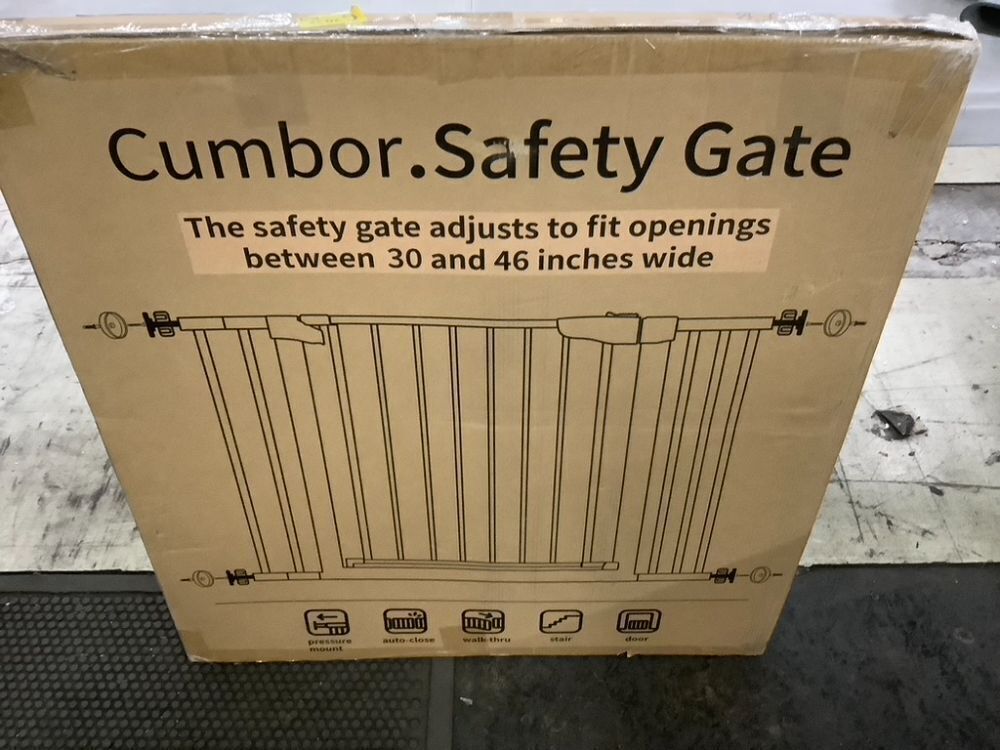 Cumbor.Safety Gate
The safety gate adjusts to fit openings
between 30 and 46 inches wide
pressure mount
auto-close
walk-thru
stair
door